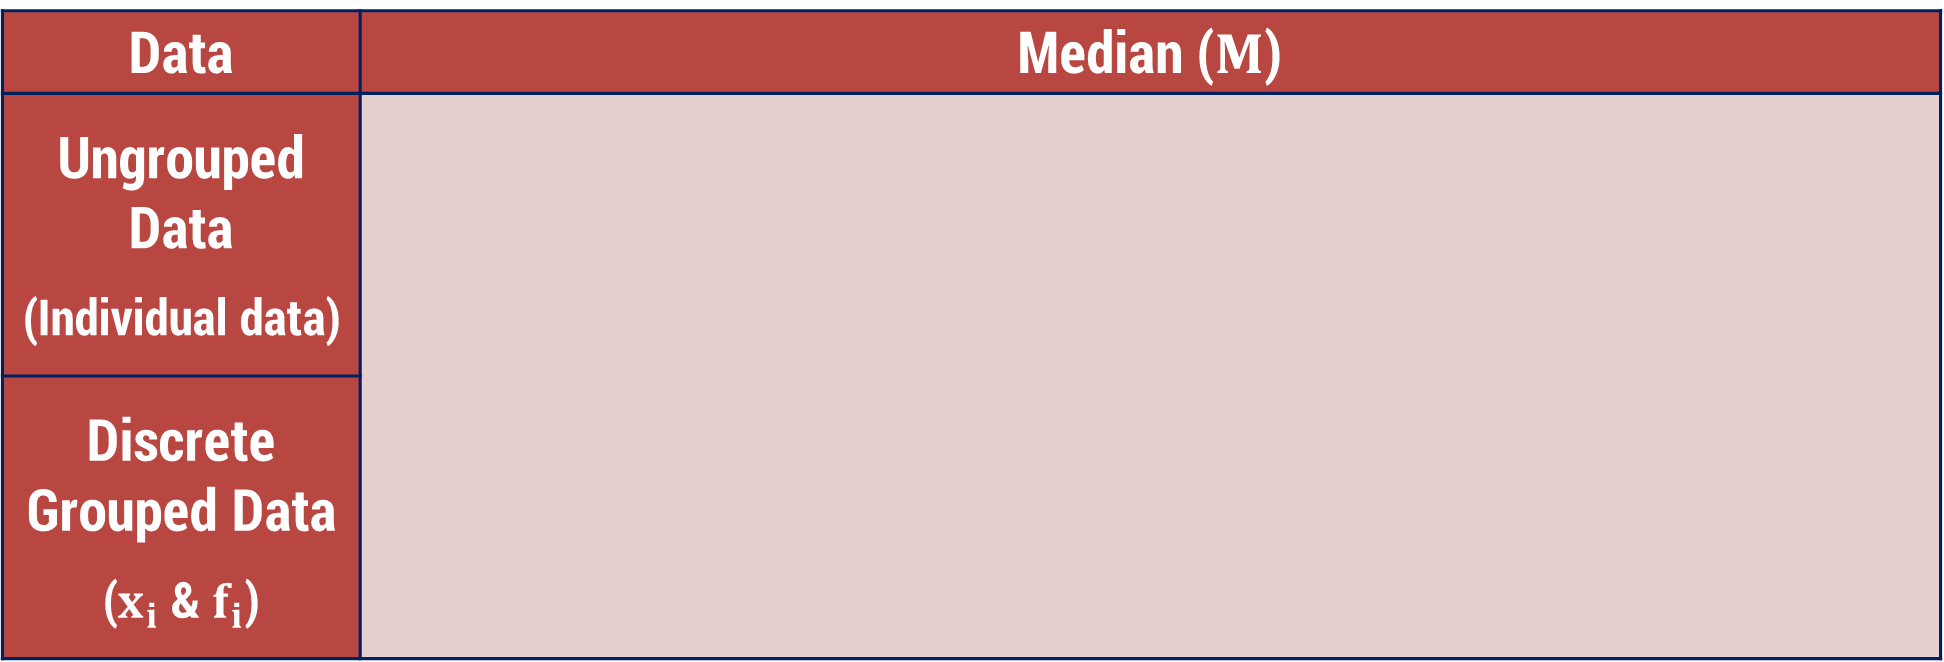 Data
Median (M)
Ungrouped
Data
(Individual data)
Discrete
Grouped Data
(xᵢ & fᵢ)